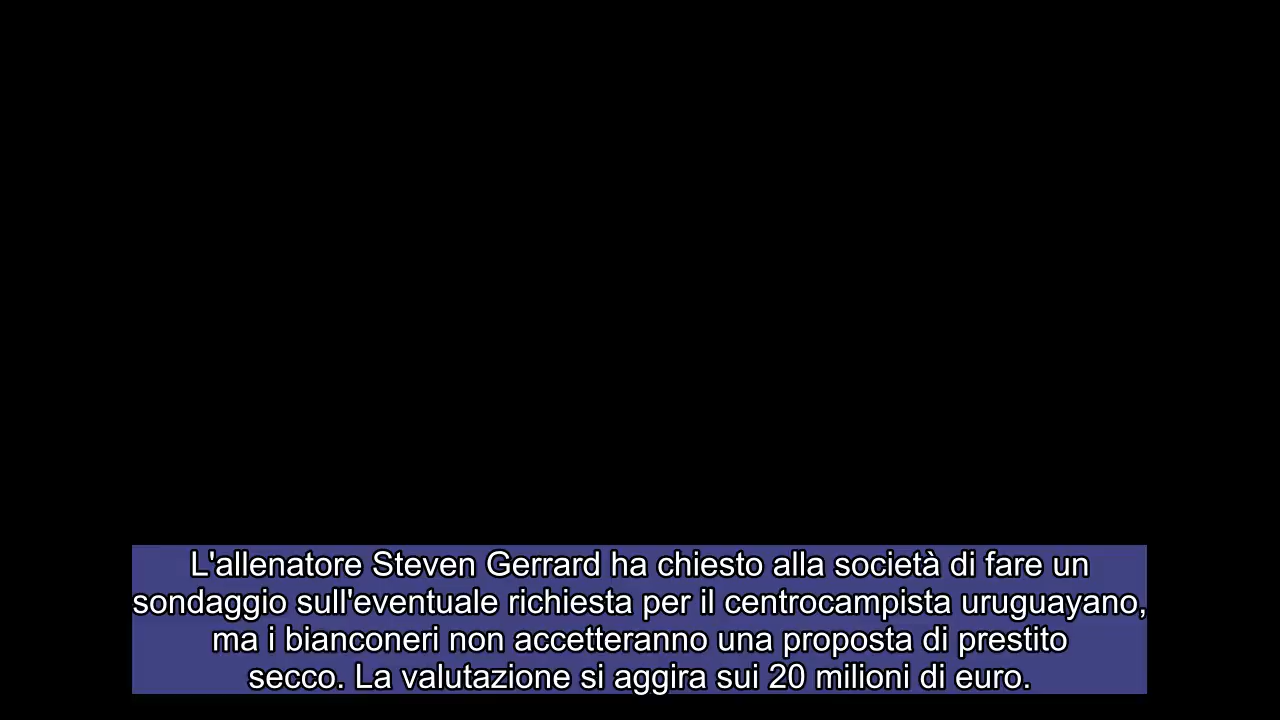 L'allenatore Steven Gerrard ha chiesto alla società di fare un
sondaggio sull'eventuale richiesta per il centrocampista uruguayano,
ma i bianconeri non accetteranno una proposta di prestito
secco. La valutazione si aggira sui 20 milioni di euro.